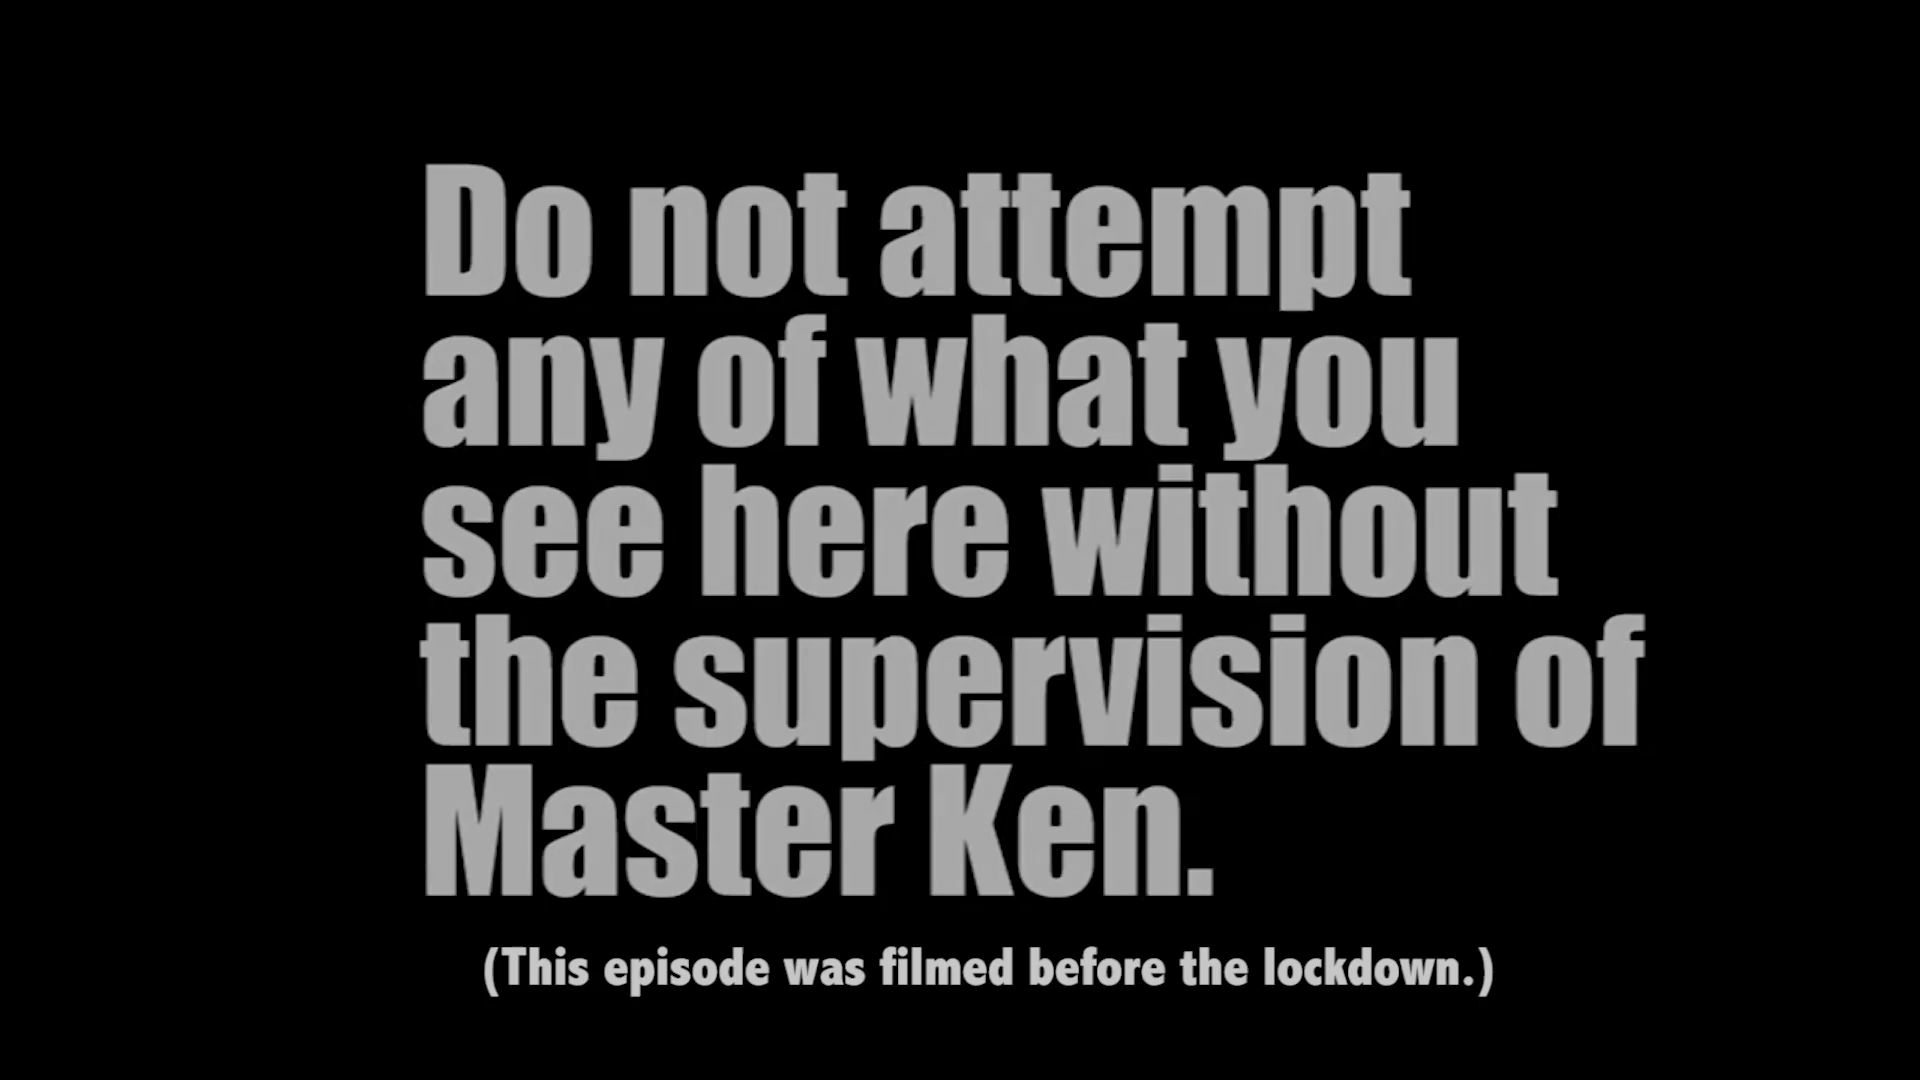 Do not attempt
any of what you
see here without
the supervision of
Master Ken.
(This episode was filmed before the lockdown.)